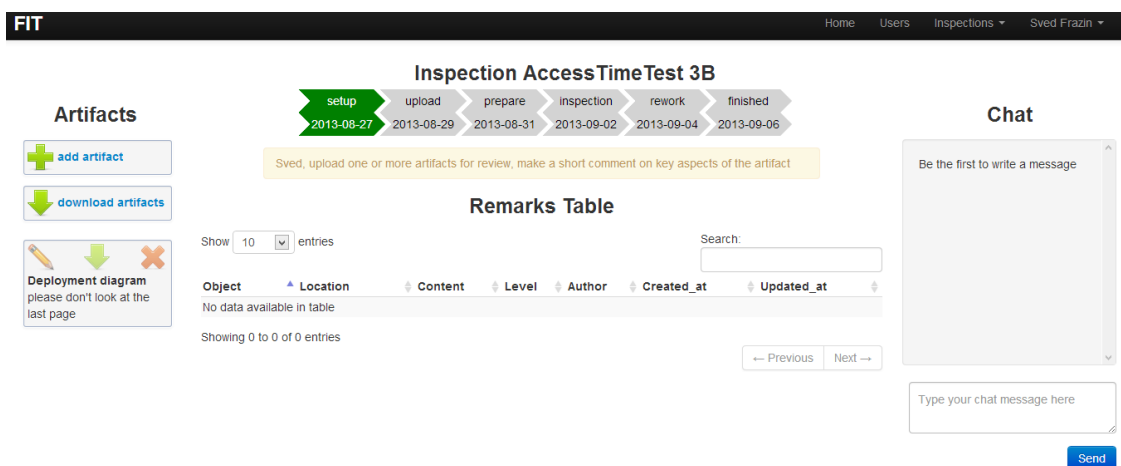 FIT
Home Users Inspections Sved Frazin
Inspection AccessTimeTest 3B
setup upload prepare inspection rework finished
2013-08-27 2013-08-29 2013-08-31 2013-09-02 2013-09-04 2013-09-06
Sved, upload one or more artifacts for review, make a short comment on key aspects of the artifact
Artifacts
add artifact
download artifacts
Deployment diagram
please don't look at the
last page
Remarks Table
Show 10 entries
Search:
Object Location Content Level Author Created_at Updated_at
No data available in table
Showing 0 to 0 of 0 entries
← Previous Next →
Chat
Be the first to write a message
Type your chat message here
Send